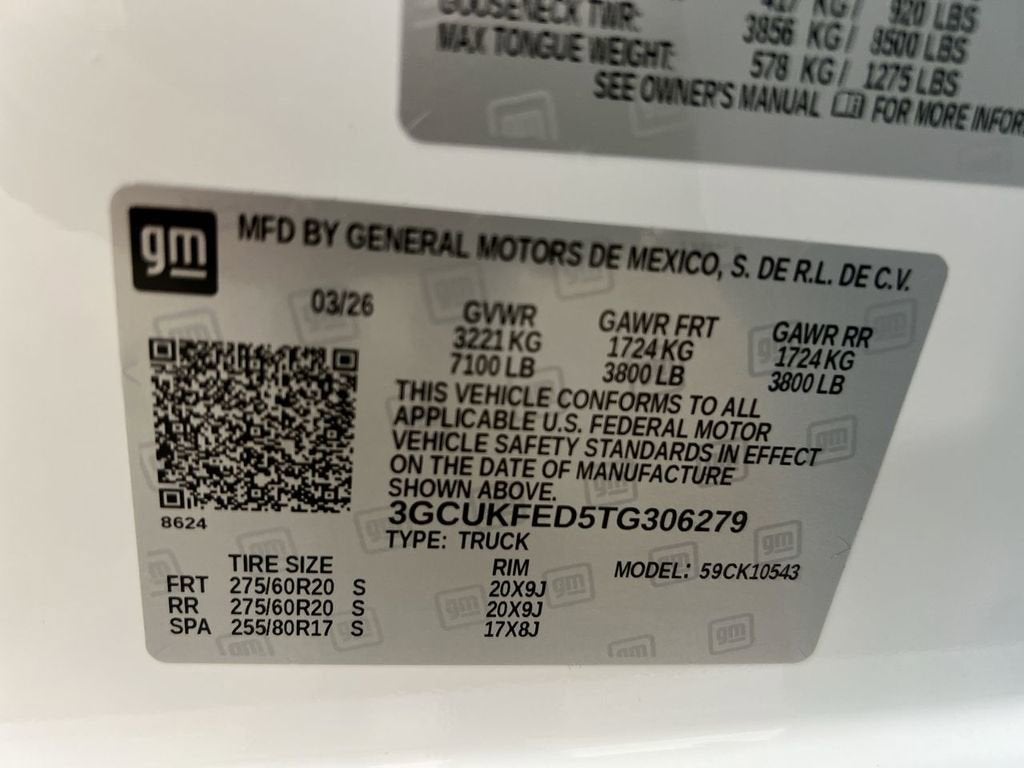 920 LBS
GOOSENECK TWR: 3856 KG/ 8500 LBS
MAX TONGUE WEIGHT: 578 KG/ 1275 LBS
SEE OWNER'S MANUAL FOR MORE
gm
MFD BY GENERAL MOTORS DE MEXICO, S. DE R.L. DE C.V.
03/26
GVWR GAWR FRT GAWR RR
3221 KG 1724 KG 1724 KG
7100 LB 3800 LB 3800 LB
THIS VEHICLE CONFORMS TO ALL
APPLICABLE U.S. FEDERAL MOTOR
VEHICLE SAFETY STANDARDS IN EFFECT
ON THE DATE OF MANUFACTURE
SHOWN ABOVE.
8624
3GCUKFED5TG306279
TYPE: TRUCK
TIRE SIZE RIM MODEL: 59CK10543
FRT 275/60R20 S 20X9J
RR 275/60R20 S 20X9J
SPA 255/80R17 S 17X8J